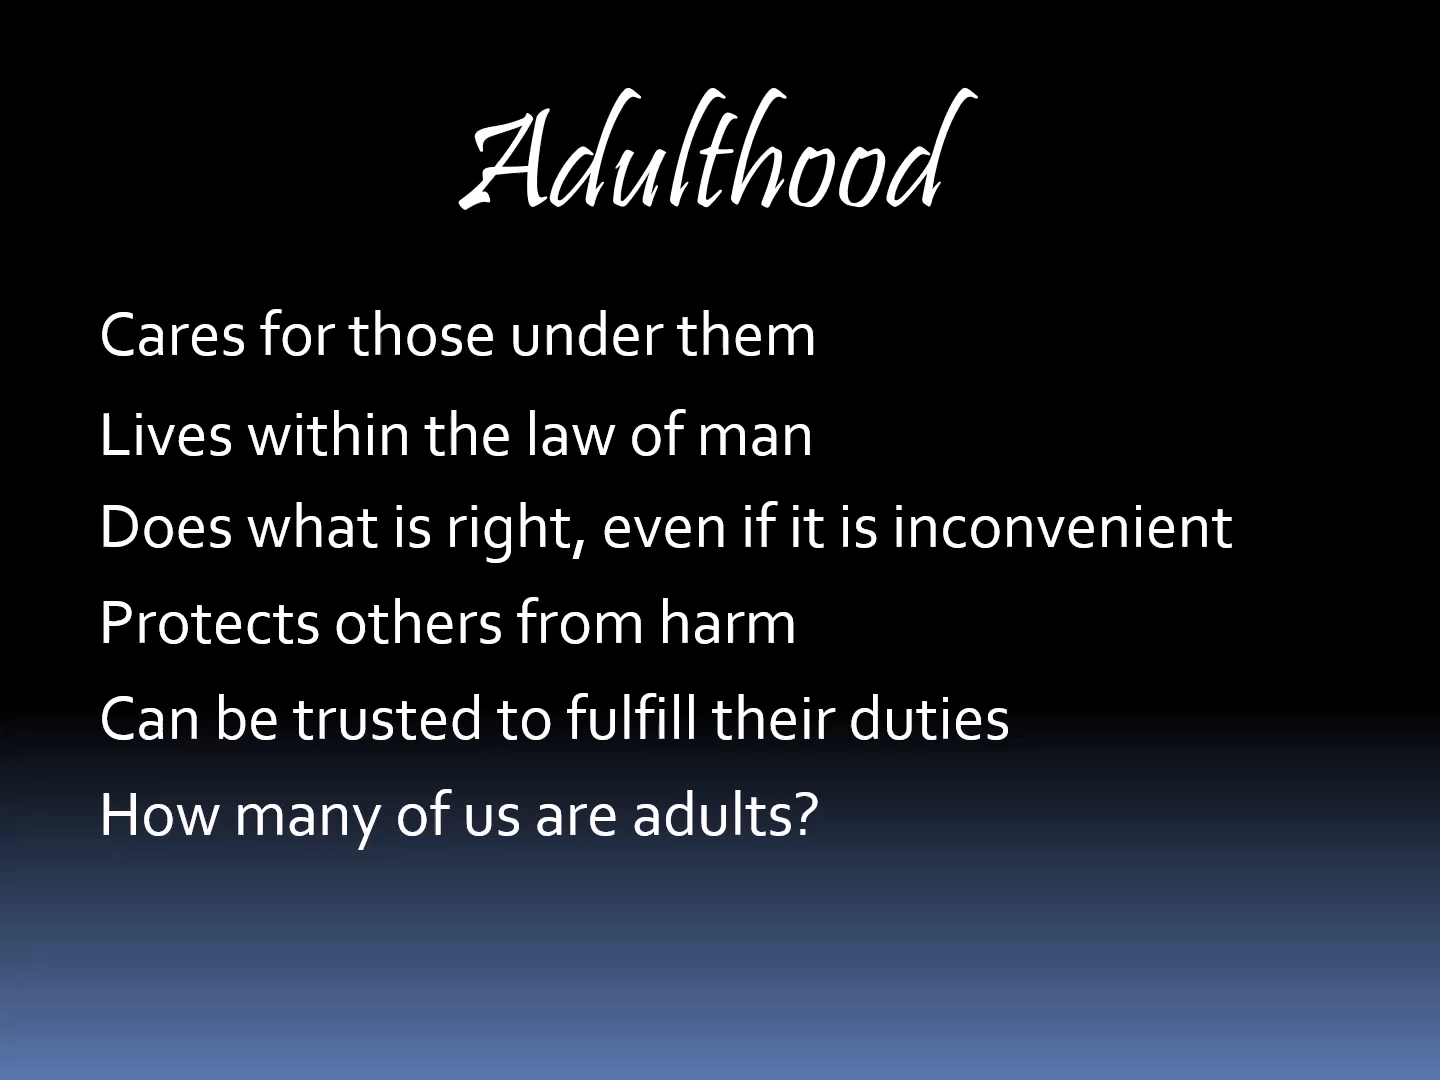 Adulthood
Cares for those under them
Lives within the law of man
Does what is right, even if it is inconvenient
Protects others from harm
Can be trusted to fulfill their duties
How many of us are adults?